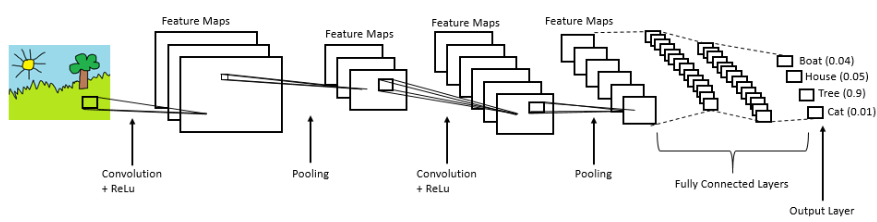 Feature Maps
Feature Maps
Feature Maps
Feature Maps
Boat (0.04)
House (0.05)
Tree (0.9)
Cat (0.01)
Convolution
+ ReLu
Pooling
Convolution
+ ReLu
Pooling
Fully Connected Layers
Output Layer